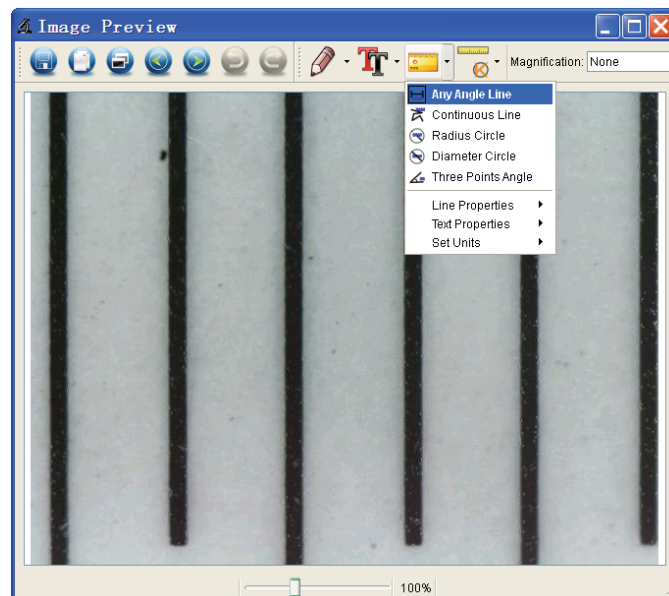 Image Preview
Magnification: None
Any Angle Line
Continuous Line
Radius Circle
Diameter Circle
Three Points Angle
Line Properties
Text Properties
Set Units
100%